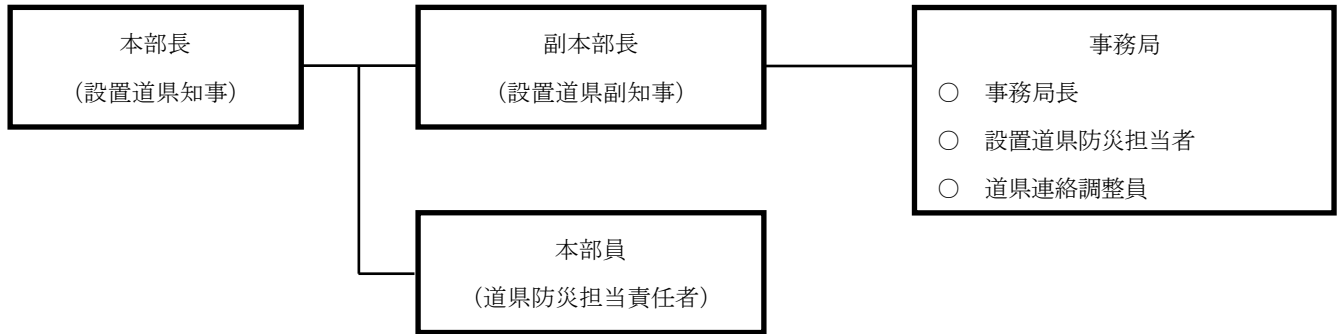 本部長
（設置道県知事）
副本部長
（設置道県副知事）
事務局
○　事務局長
○　設置道県防災担当者
○　道県連絡調整員
本部員
（道県防災担当責任者）